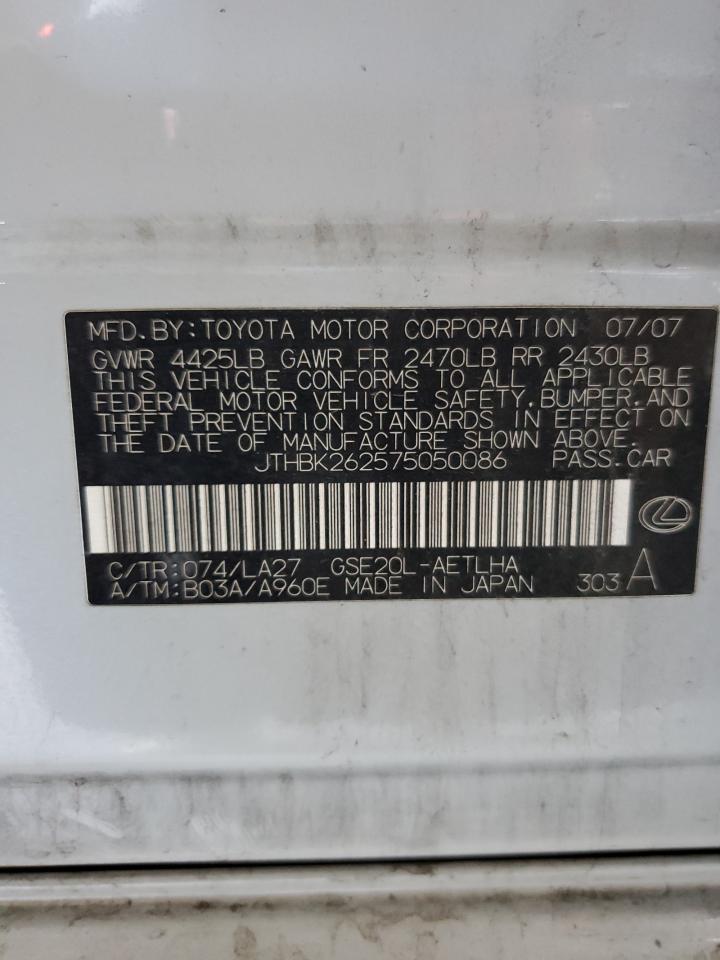 MFD. BY: TOYOTA MOTOR CORPORATION 07/07
GVWR 4425LB GAWR FR 2470LB RR 2430LB
THIS VEHICLE CONFORMS TO ALL APPLICABLE
FEDERAL MOTOR VEHICLE SAFETY, BUMPER, AND
THEFT PREVENTION STANDARDS IN EFFECT ON
THE DATE OF MANUFACTURE SHOWN ABOVE.
JTHBK262575050086 PASS. CAR
C/TR: 074/LA27 GSE20L-AETLHA
A/TM: B03A/A960E MADE IN JAPAN 303 A